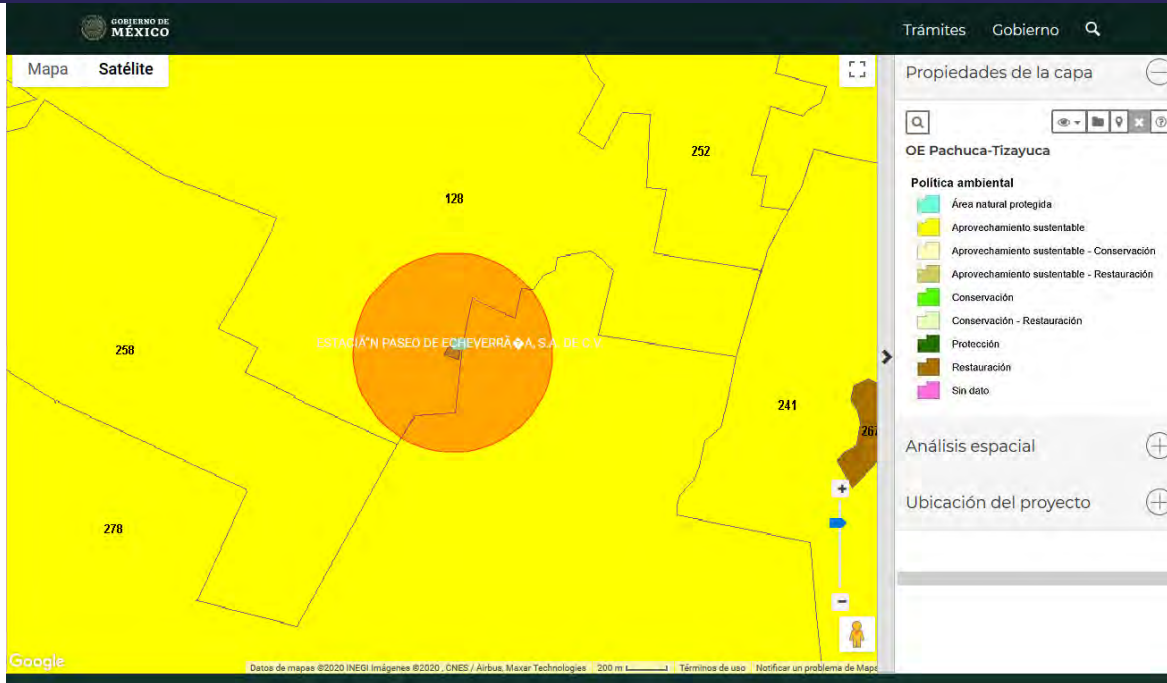 GOBIERNO DE
MÉXICO
Trámites Gobierno
Mapa Satélite
252
128
258
ESTACIÃ"N PASEO DE ECHEVERRÃ�A, S.A. DE C.V.
241
267
278
Google
Datos de mapas ©2020 INEGI Imágenes ©2020 , CNES / Airbus, Maxar Technologies 200 m Términos de uso Notificar un problema de Maps
Propiedades de la capa
OE Pachuca-Tizayuca
Política ambiental
Área natural protegida
Aprovechamiento sustentable
Aprovechamiento sustentable - Conservación
Aprovechamiento sustentable - Restauración
Conservación
Conservación - Restauración
Protección
Restauración
Sin dato
Análisis espacial
Ubicación del proyecto